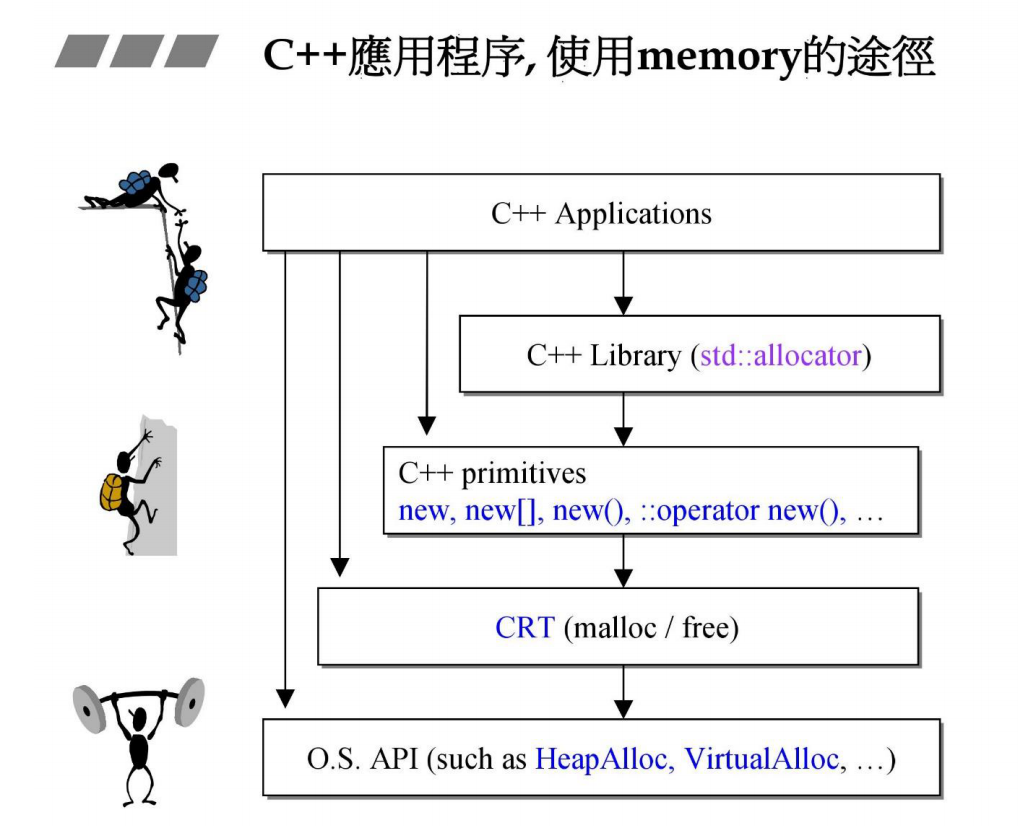 C++應用程序, 使用memory的途徑
C++ Applications
C++ Library (std::allocator)
C++ primitives
new, new[], new(), ::operator new(), …
CRT (malloc / free)
O.S. API (such as HeapAlloc, VirtualAlloc, …)